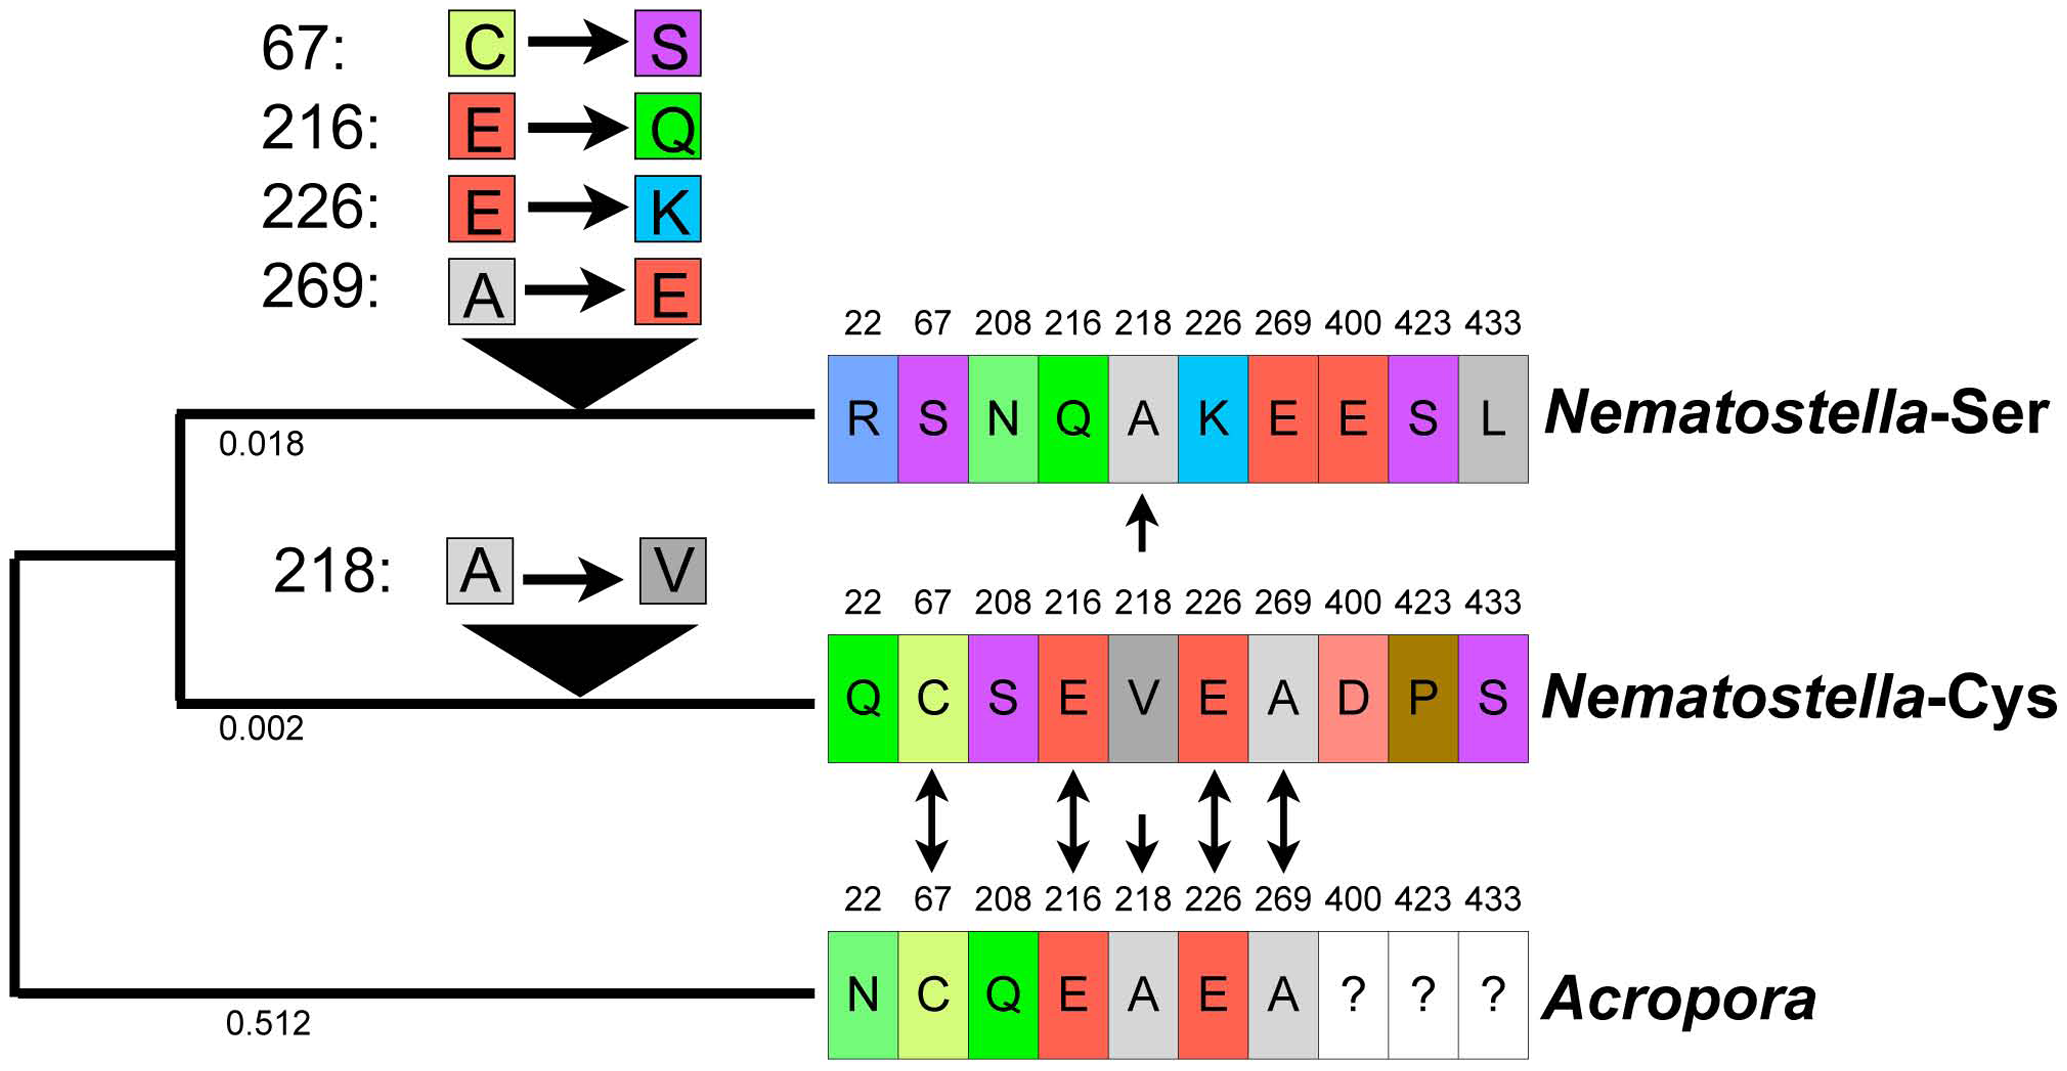 67: C S
216: E Q
226: E K
269: A E
22 67 208 216 218 226 269 400 423 433
R S N Q A K E E S L
Nematostella-Ser
0.018
218: A V
22 67 208 216 218 226 269 400 423 433
Q C S E V E A D P S
Nematostella-Cys
0.002
22 67 208 216 218 226 269 400 423 433
N C Q E A E A ? ? ?
Acropora
0.512